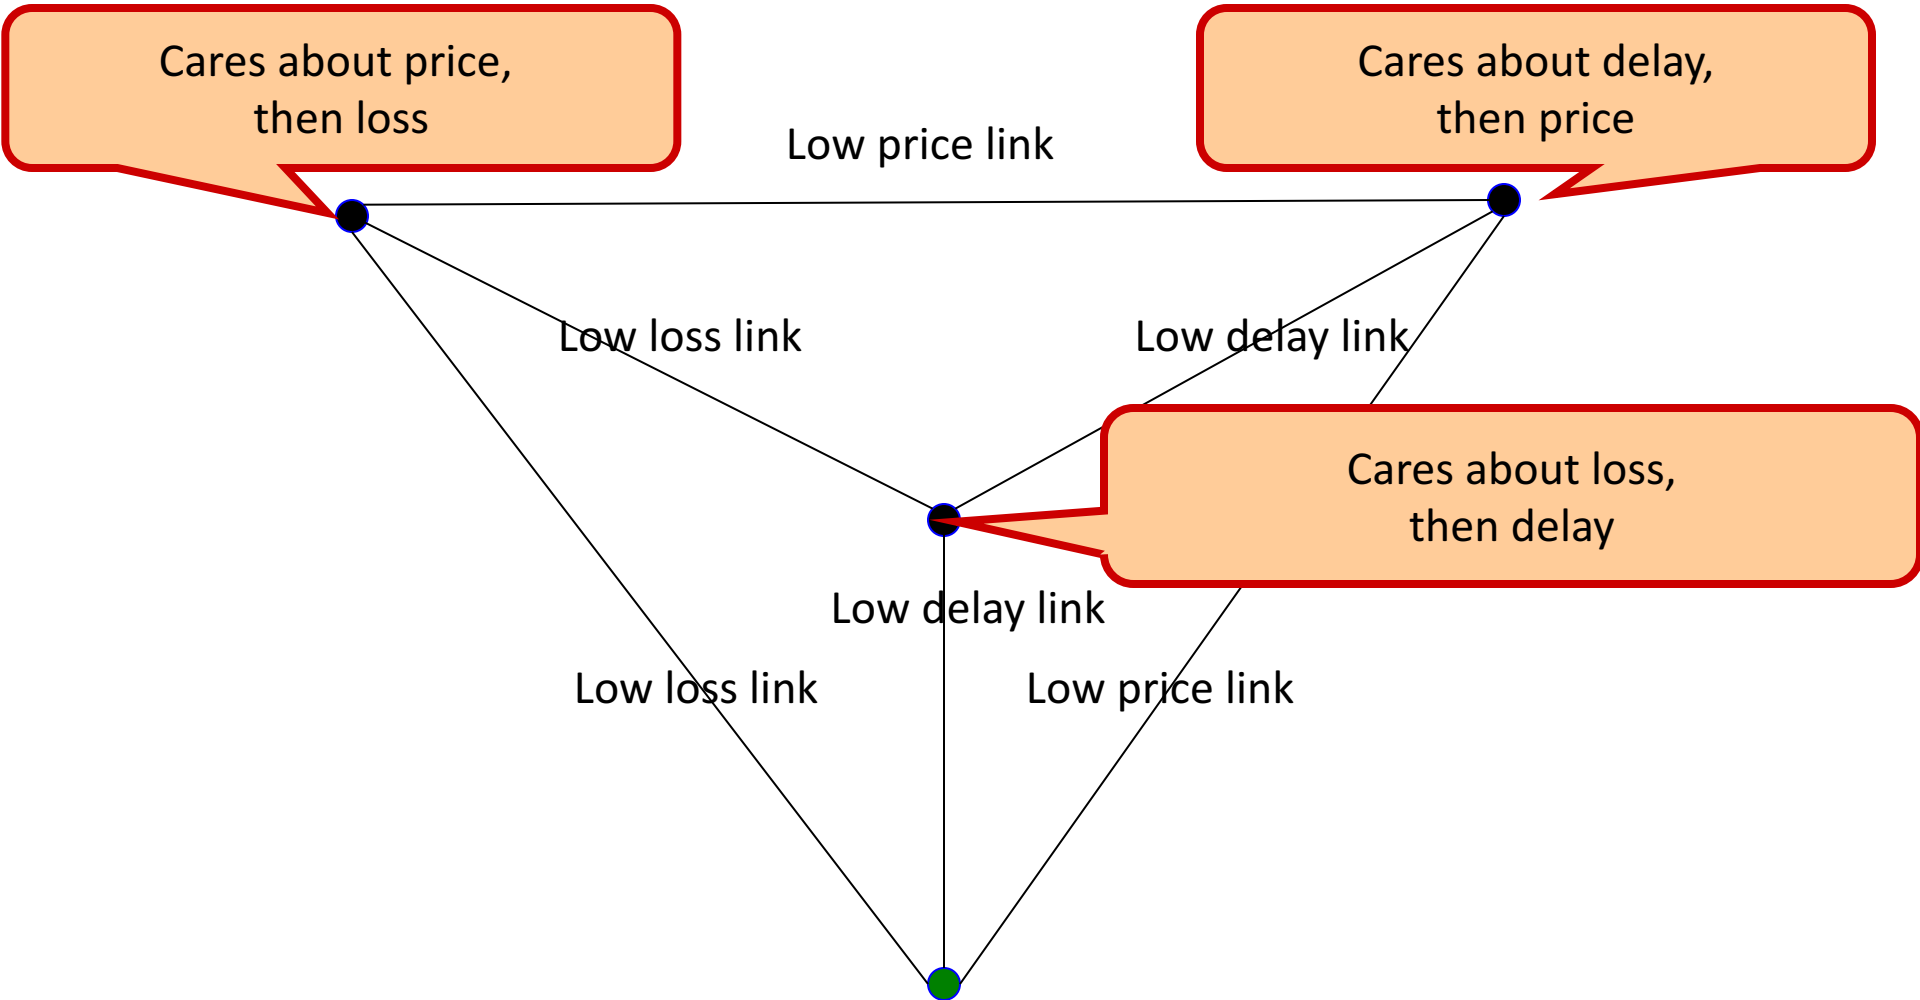 Cares about price,
then loss
Cares about delay,
then price
Low price link
Low loss link
Low delay link
Cares about loss,
then delay
Low delay link
Low loss link
Low price link